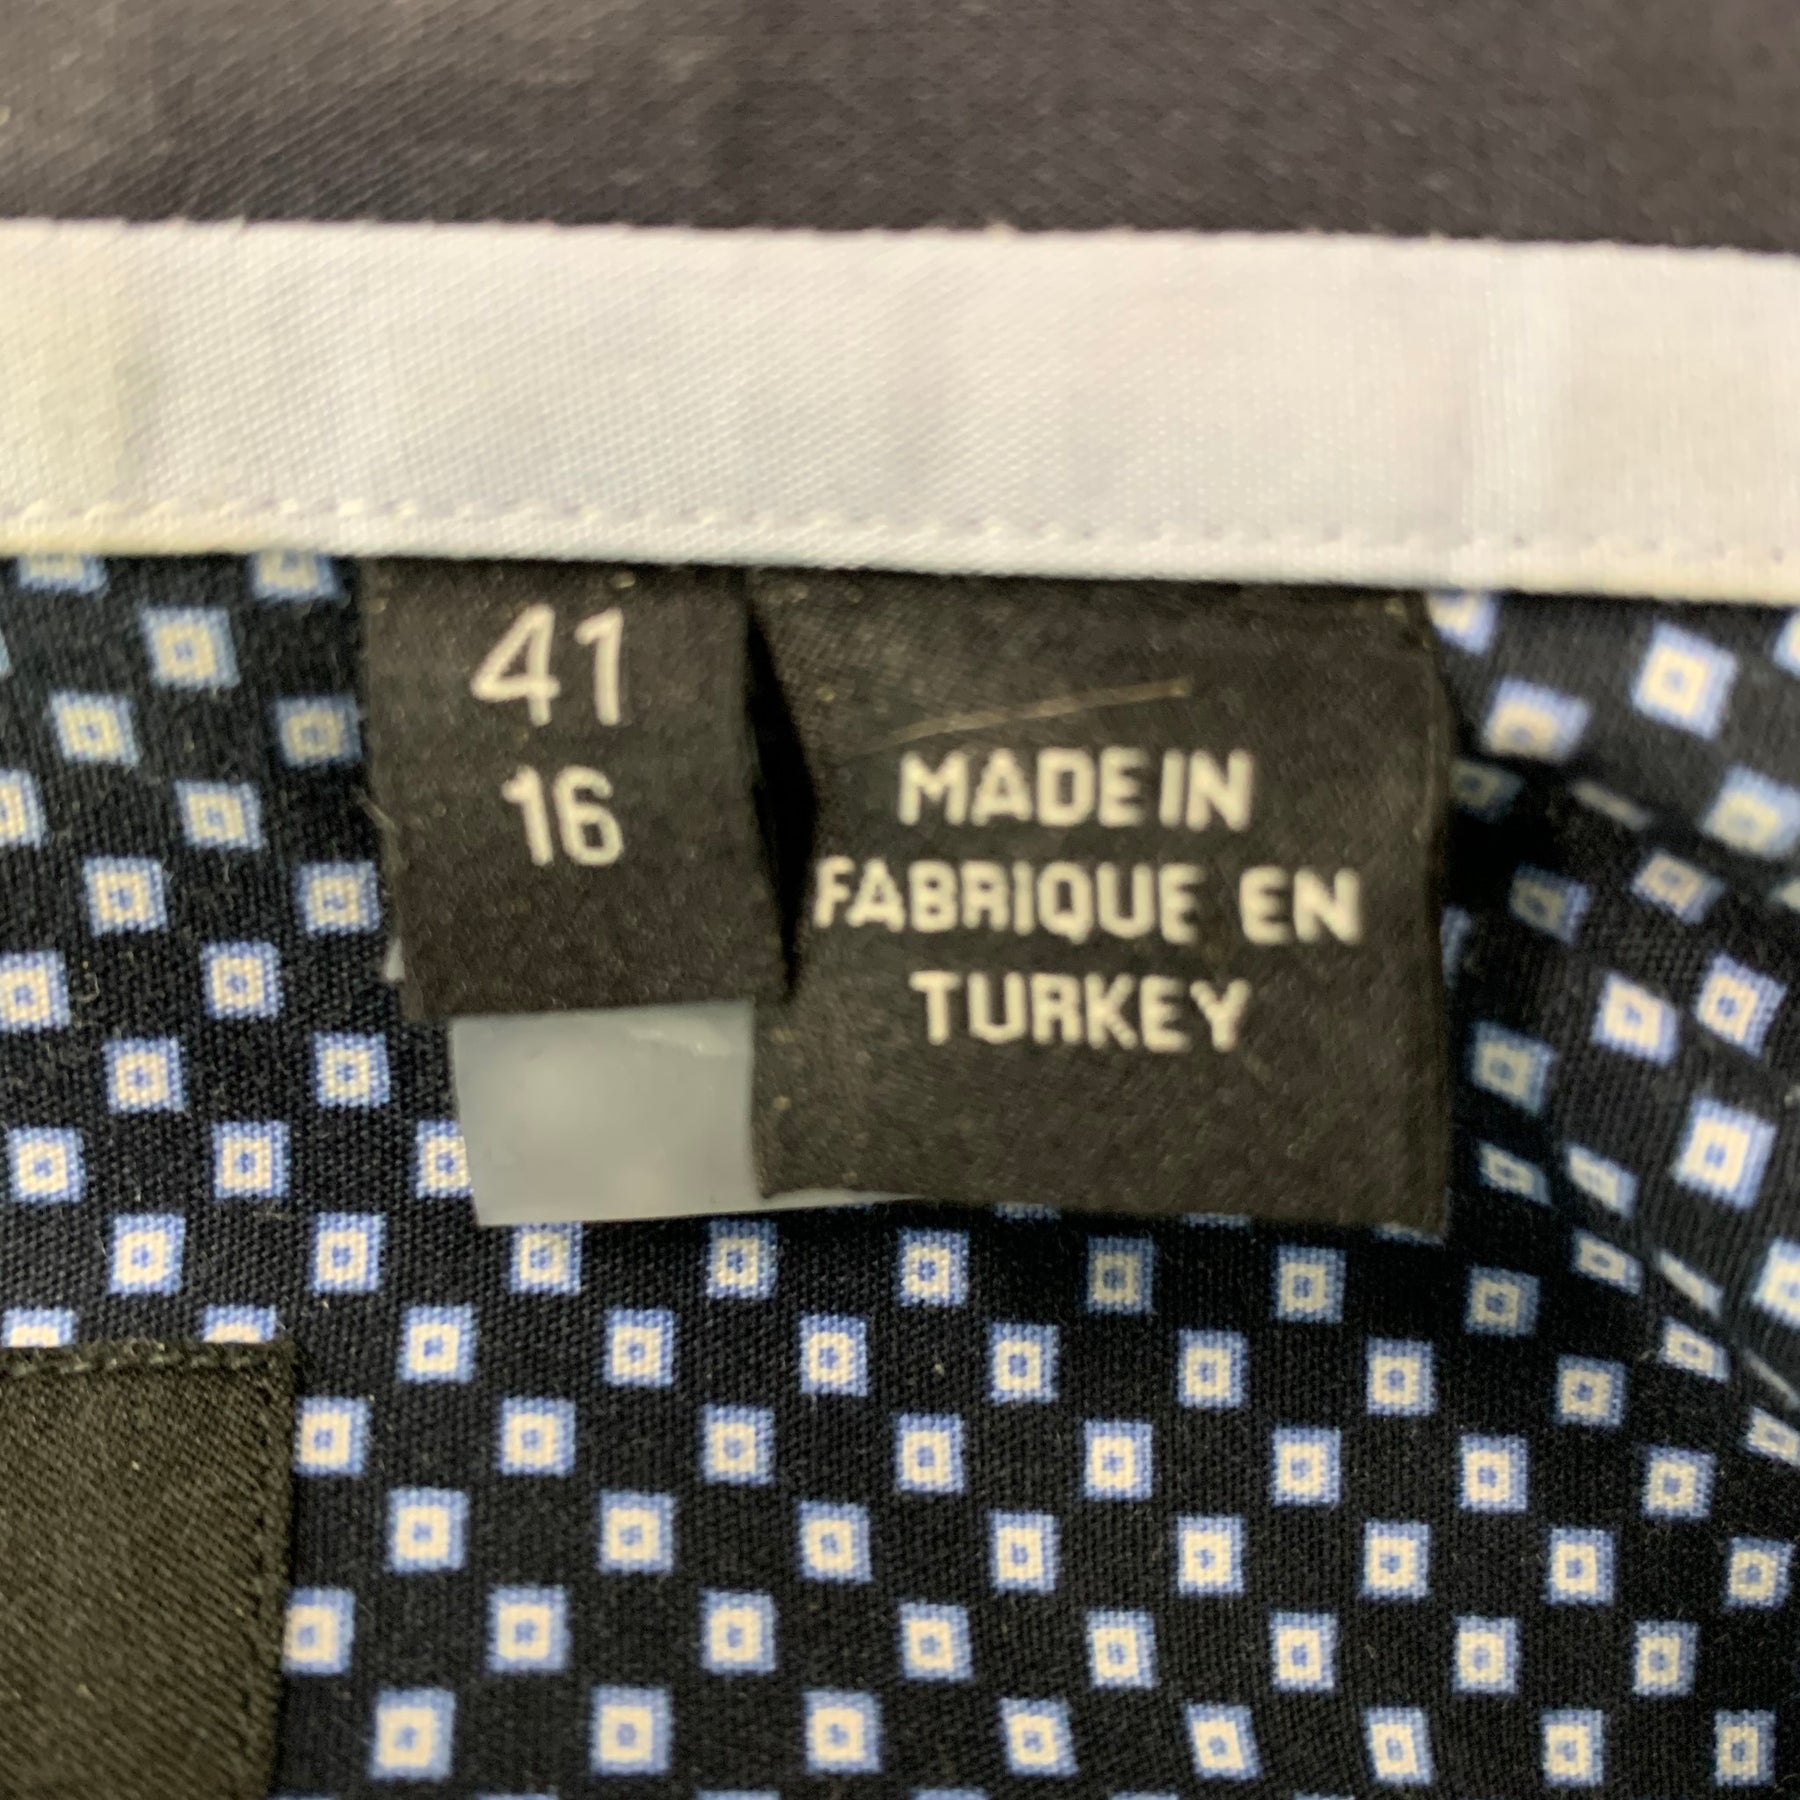 41
16
MADE IN
FABRIQUE EN
TURKEY